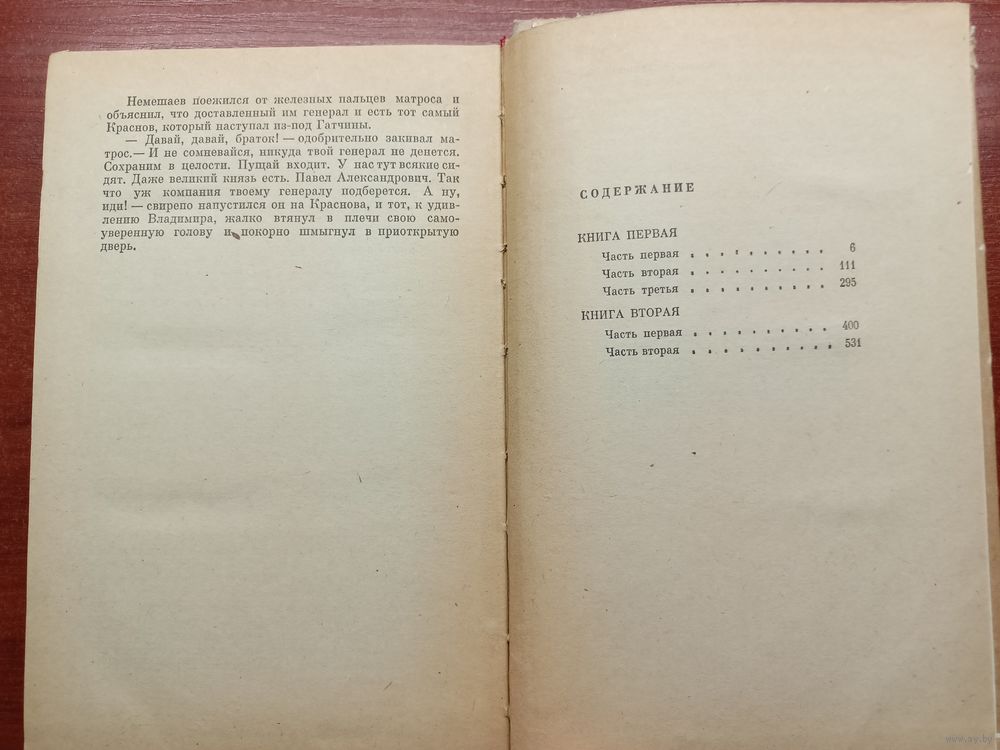 Немешаев поежился от железных пальцев матроса и
объяснил, что доставленный им генерал и есть тот самый
Краснов, который наступал из-под Гатчины.
— Давай, давай, браток! — одобрительно закивал ма-
трос.— И не сомневайся, никуда твой генерал не денется.
Сохраним в целости. Пущай входит. У нас тут всякие си-
дят. Даже великий князь есть. Павел Александрович. Так
что уж компания твоему генералу подберется. А ну,
иди! — свирепо напустился он на Краснова, и тот, к удив-
лению Владимира, жалко втянул в плечи свою само-
уверенную голову и покорно шмыгнул в приоткрытую
дверь.
СОДЕРЖАНИЕ
КНИГА ПЕРВАЯ
Часть первая . . . . . . . . . . 6
Часть вторая . . . . . . . . . . 111
Часть третья . . . . . . . . . . 295
КНИГА ВТОРАЯ
Часть первая . . . . . . . . . . 400
Часть вторая . . . . . . . . . . 531
www.ay.by